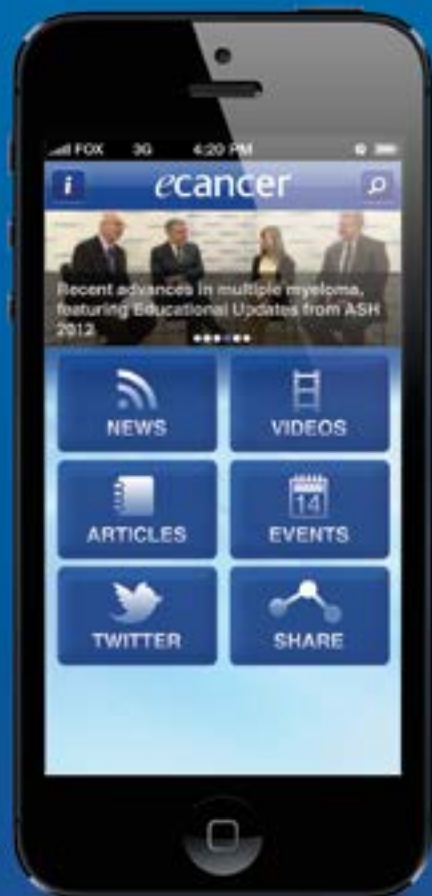 FOX 3G 4:20 PM
i ecancer
Recent advances in multiple myeloma,
featuring Educational Updates from ASH
2012
NEWS VIDEOS
14
ARTICLES EVENTS
TWITTER SHARE